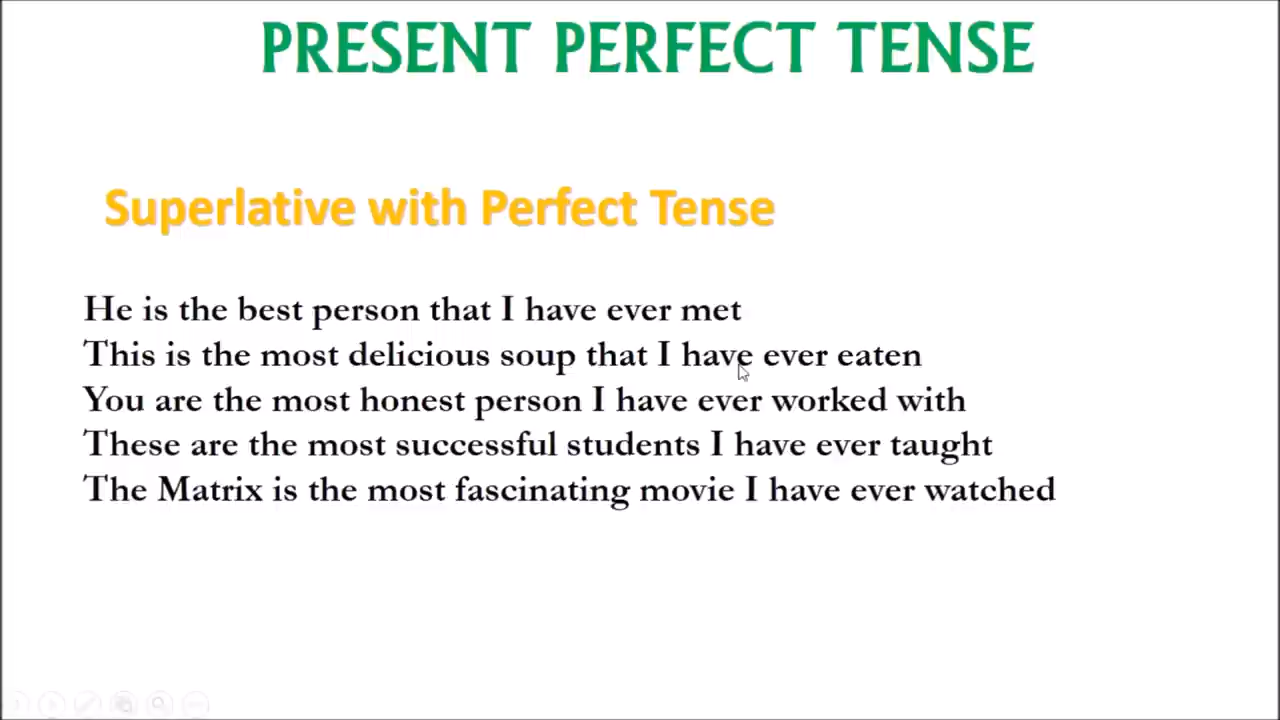 PRESENT PERFECT TENSE
Superlative with Perfect Tense
He is the best person that I have ever met
This is the most delicious soup that I have ever eaten
You are the most honest person I have ever worked with
These are the most successful students I have ever taught
The Matrix is the most fascinating movie I have ever watched